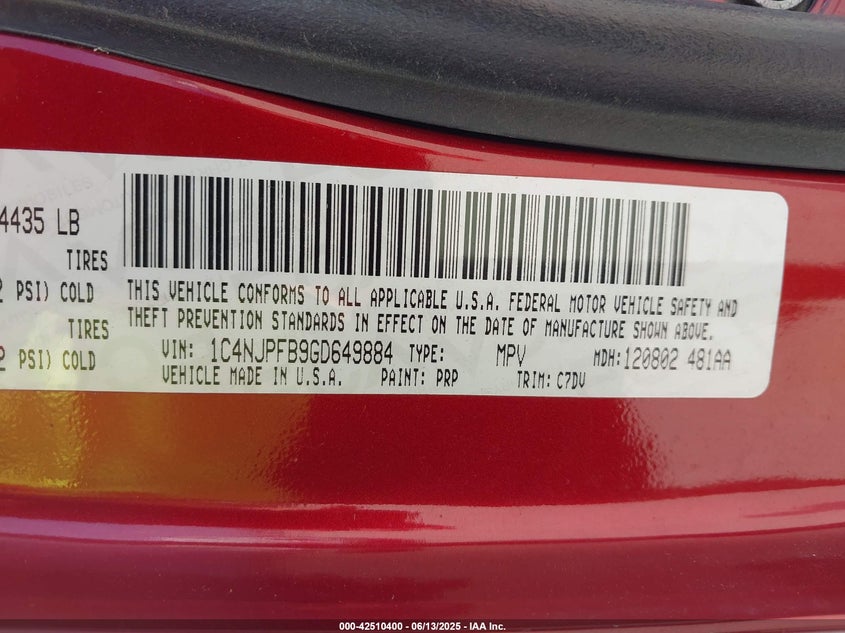 4435 LB
TIRES
PSI) COLD
TIRES
PSI) COLD
THIS VEHICLE CONFORMS TO ALL APPLICABLE U.S.A. FEDERAL MOTOR VEHICLE SAFETY AND
THEFT PREVENTION STANDARDS IN EFFECT ON THE DATE OF MANUFACTURE SHOWN ABOVE.
VIN: 1C4NJPFB9GD649884 TYPE: MPV MDH:120802 481AA
VEHICLE MADE IN U.S.A. PAINT: PRP TRIM: C7DV
000-42510400 - 06/13/2025 - IAA Inc.